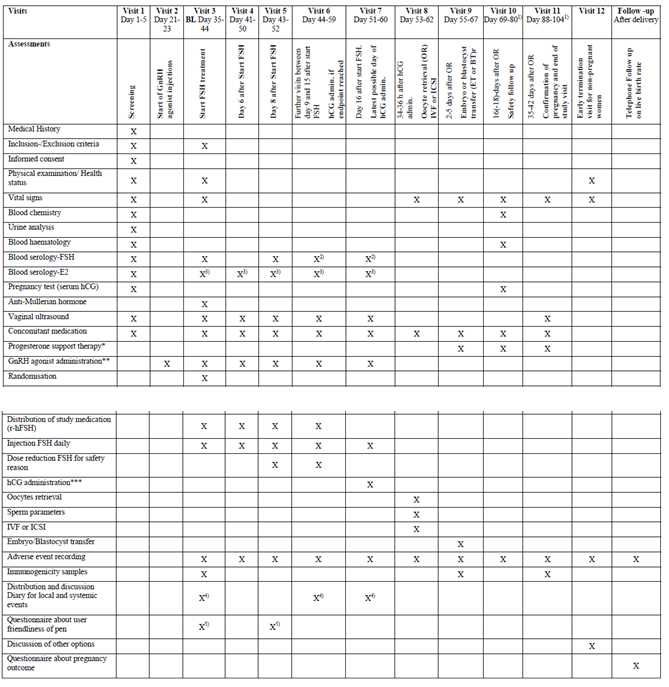 Visits Visit 1 Visit 2 Visit 3 Visit 4 Visit 5 Visit 6 Visit 7 Visit 8 Visit 9 Visit 10 Visit 11 Visit 12 Follow -up
Day 1-5 Day 21-23 BL Day 35-44 Day 41-50 Day 43-52 Day 44-59 Day 51-60 Day 53-62 Day 55-67 Day 69-80¹⁾ Day 88-104¹⁾ After delivery
Assessments
Screening
Start of GnRH agonist injections
Start FSH treatment
Day 6 after Start FSH
Day 8 after Start FSH
Further visits between day 9 and 15 after start FSH hCG admin. if endpoint reached
Day 16 after start FSH. Latest possible day of hCG admin.
34-36 h after hCG admin. Oocyte retrieval (OR) IVF or ICSI
2-5 days after OR Embryo or blastocyst transfer (ET or BT)r
16(-18)-days after OR Safety follow up
35-42 days after OR Confirmation of pregnancy and end of study visit
Early termination visit for non-pregnant women
Telephone Follow up on live birth rate
Medical History X
Inclusion-/Exclusion criteria X X
Informed consent X
Physical examination/ Health status X X X
Vital signs X X X X X X X
Blood chemistry X X
Urine analysis X
Blood haematology X X
Blood serology-FSH X X X X²⁾ X²⁾
Blood serology-E2 X X³⁾ X³⁾ X³⁾ X³⁾ X³⁾
Pregnancy test (serum hCG) X X
Anti-Mullerian hormone X
Vaginal ultrasound X X X X X X X
Concomitant medication X X X X X X X X X X
Progesterone support therapy* X X X
GnRH agonist administration** X X X X X X
Randomisation X
Distribution of study medication (r-hFSH) X X X X
Injection FSH daily X X X X X
Dose reduction FSH for safety reason X X
hCG administration*** X
Oocytes retrieval X
Sperm parameters X
IVF or ICSI X
Embryo/Blastocyst transfer X
Adverse event recording X X X X X X X X X X X
Immunogenicity samples X X X
Distribution and discussion Diary for local and systemic events X⁴⁾ X⁴⁾ X⁴⁾
Questionnaire about user friendliness of pen X⁵⁾ X⁵⁾
Discussion of other options X
Questionnaire about pregnancy outcome X